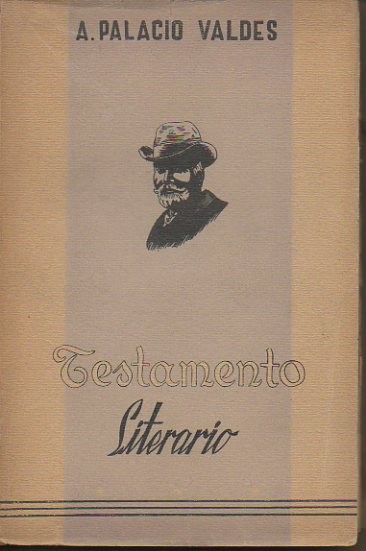 A. PALACIO VALDES
Testamento
Literario